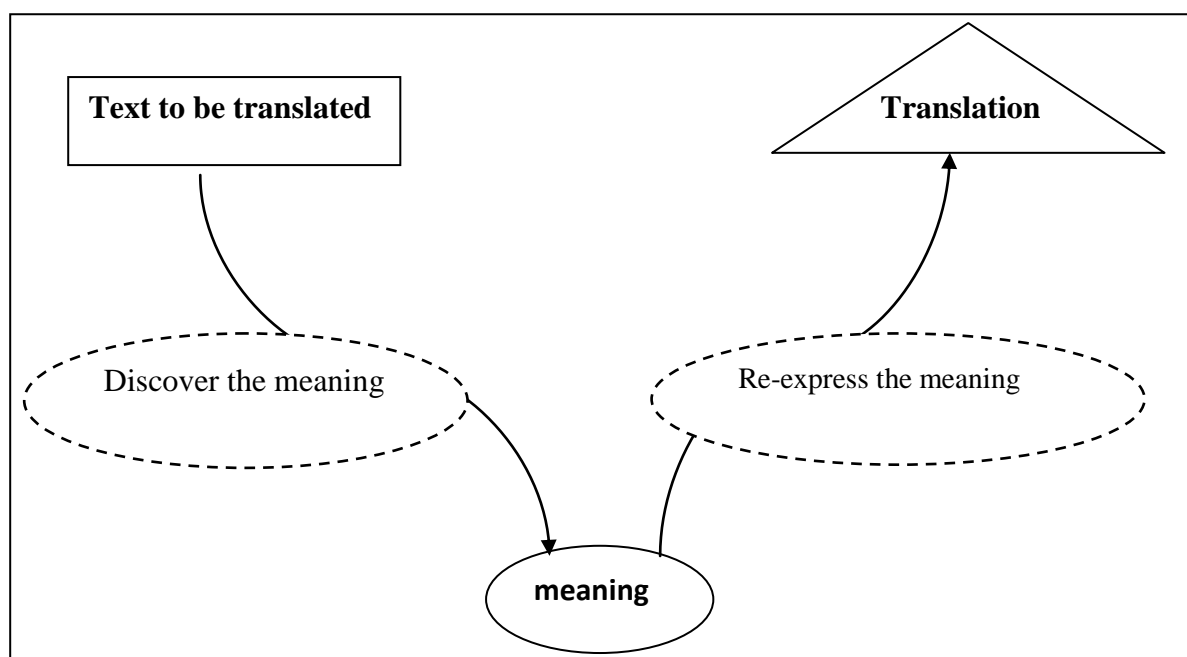 Text to be translated
Translation
Discover the meaning
Re-express the meaning
meaning